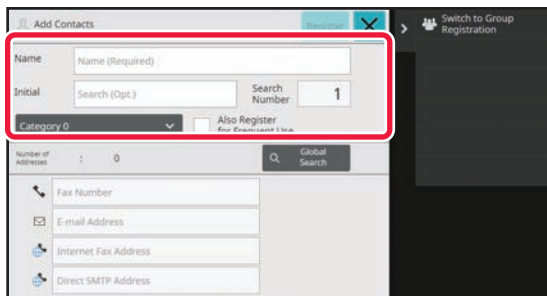 Add Contacts
Register
Switch to Group
Registration
Name
Name (Required)
Initial
Search (Opt.)
Search
Number
1
Category 0
Also Register
for Frequent Use
Number of
Addresses
: 0
Global
Search
Fax Number
E-mail Address
Internet Fax Address
Direct SMTP Address